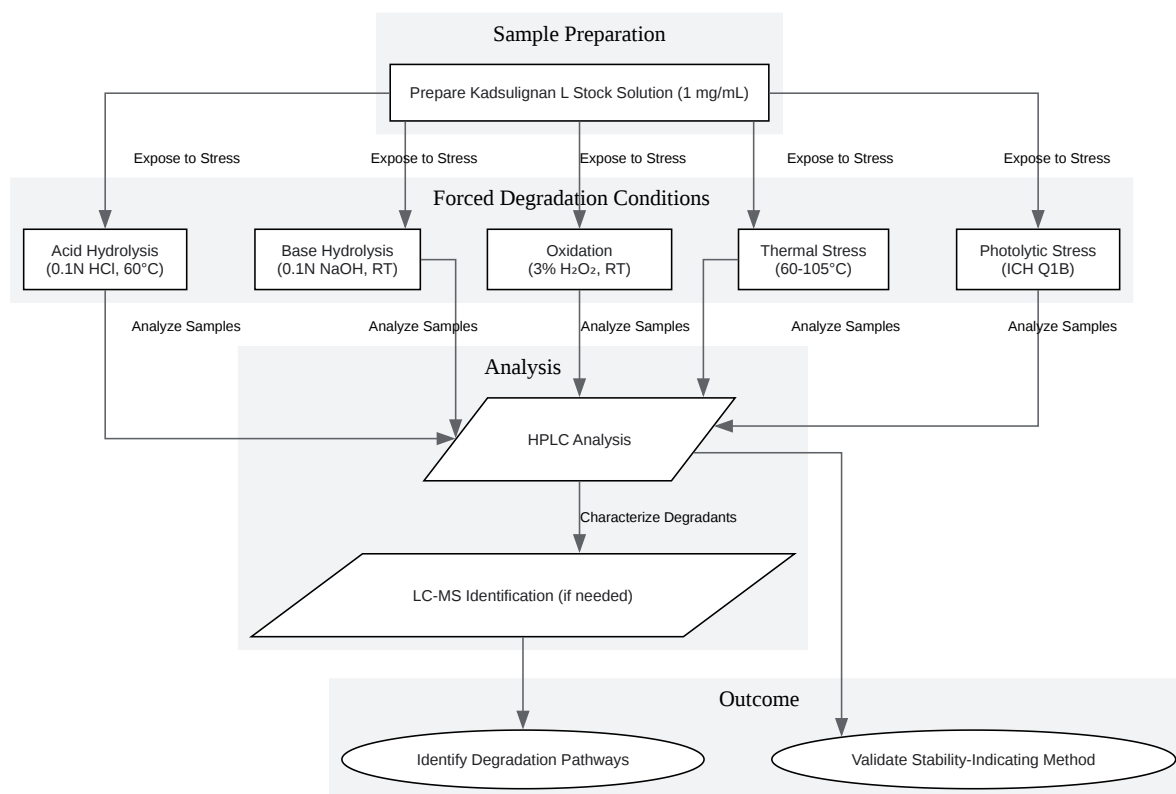 Sample Preparation
Prepare Kadsulignan L Stock Solution (1 mg/mL)
Expose to Stress
Expose to Stress
Expose to Stress
Expose to Stress
Expose to Stress
Forced Degradation Conditions
Acid Hydrolysis
(0.1N HCl, 60°C)
Base Hydrolysis
(0.1N NaOH, RT)
Oxidation
(3% H₂O₂, RT)
Thermal Stress
(60-105°C)
Photolytic Stress
(ICH Q1B)
Analyze Samples
Analyze Samples
Analyze Samples
Analyze Samples
Analyze Samples
Analysis
HPLC Analysis
Characterize Degradants
LC-MS Identification (if needed)
Outcome
Identify Degradation Pathways
Validate Stability-Indicating Method